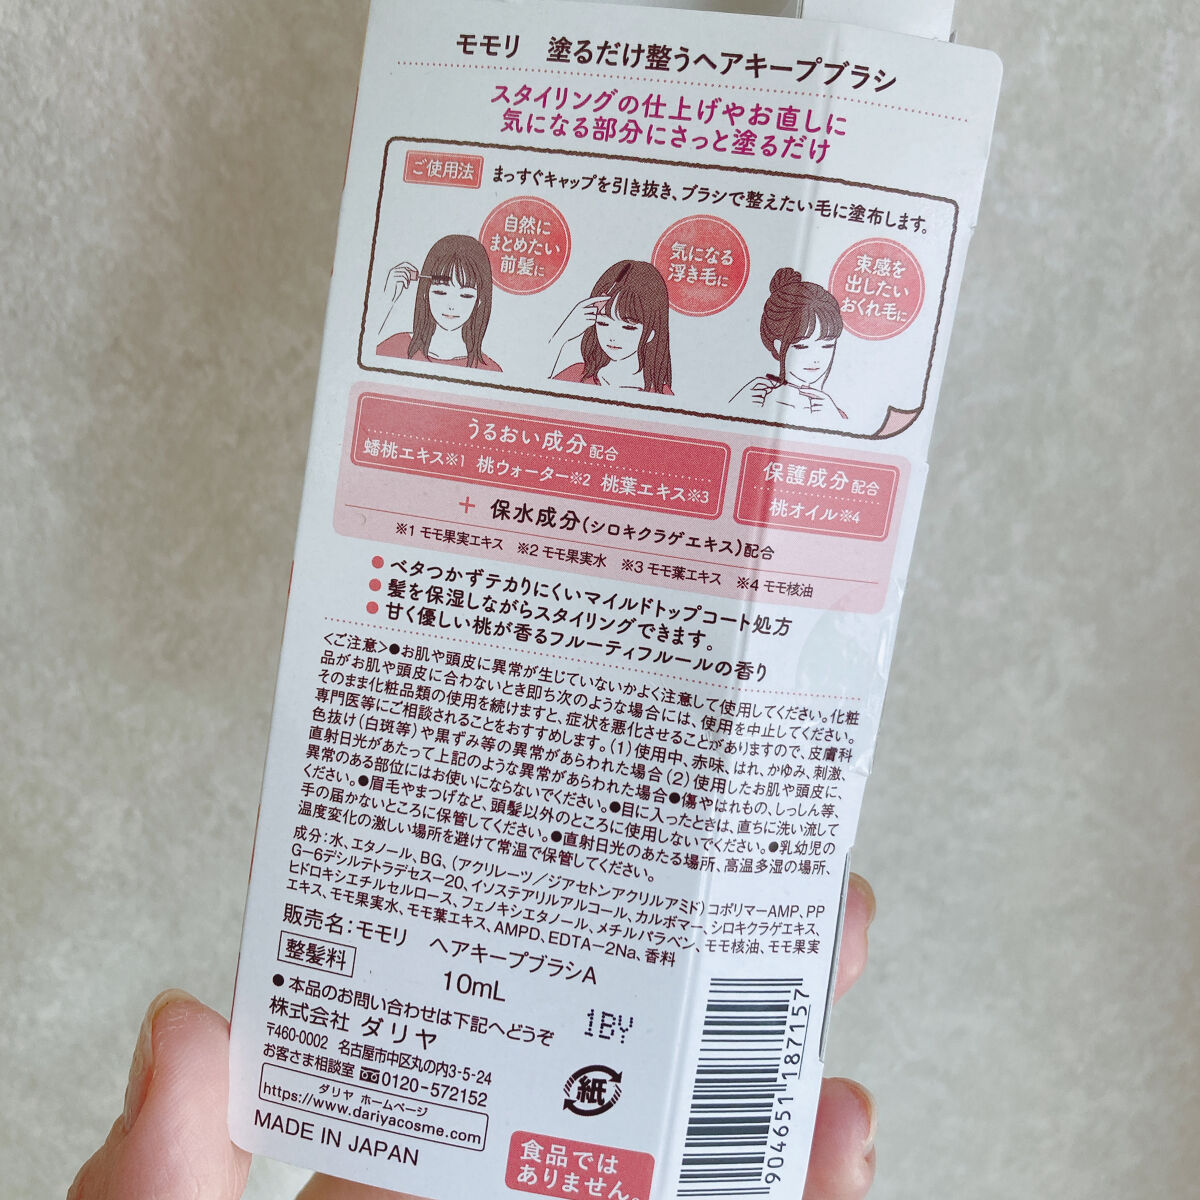 モモリ　塗るだけ整うヘアキープブラシ
スタイリングの仕上げやお直しに
気になる部分にさっと塗るだけ
ご使用法 まっすぐキャップを引き抜き、ブラシで整えたい毛に塗布します。
自然に
まとめたい
前髪に
気になる
浮き毛に
束感を
出したい
おくれ毛に
うるおい成分配合
蟠桃エキス※1 桃ウォーター※2 桃葉エキス※3
保護成分配合
桃オイル※4
＋ 保水成分(シロキクラゲエキス)配合
※1 モモ果実エキス ※2 モモ果実水 ※3 モモ葉エキス ※4 モモ核油
●ベタつかずテカりにくいマイルドトップコート処方
●髪を保湿しながらスタイリングできます。
●甘く優しい桃が香るフルーティフルールの香り
＜ご注意＞●お肌や頭皮に異常が生じていないかよく注意して使用してください。化粧
品がお肌や頭皮に合わないとき即ち次のような場合には、使用を中止してください。
そのまま化粧品類の使用を続けますと、症状を悪化させることがありますので、皮膚科
専門医等にご相談されることをおすすめします。(1)使用中、赤味、はれ、かゆみ、刺激、
色抜け(白斑等)や黒ずみ等の異常があらわれた場合(2)使用したお肌や頭皮に、
直射日光があたって上記のような異常があらわれた場合●傷やはれもの、しっしん等、
異常のある部位にはお使いにならないでください。●目に入ったときは、直ちに洗い流して
ください。●眉毛やまつげなど、頭髪以外のところに使用しないでください。●乳幼児の
手の届かないところに保管してください。●直射日光のあたる場所、高温多湿の場所、
温度変化の激しい場所を避けて常温で保管してください。
成分：水、エタノール、BG、(アクリレーツ／ジアセトンアクリルアミド)コポリマーAMP、PP
G－6デシルテトラデセス－20、イソステアリルアルコール、カルボマー、シロキクラゲエキス、
ヒドロキシエチルセルロース、フェノキシエタノール、メチルパラベン、モモ核油、モモ果実
エキス、モモ果実水、モモ葉エキス、AMPD、EDTA－2Na、香料
販売名：モモリ　ヘアキープブラシA
整髪料 10mL
●本品のお問い合わせは下記へどうぞ
株式会社 ダリヤ
〒460-0002 名古屋市中区丸の内3-5-24
お客さま相談室 0120-572152
ダリヤ ホームページ
https://www.dariyacosme.com
MADE IN JAPAN
1BY
紙
食品では
ありません。
904651 187157